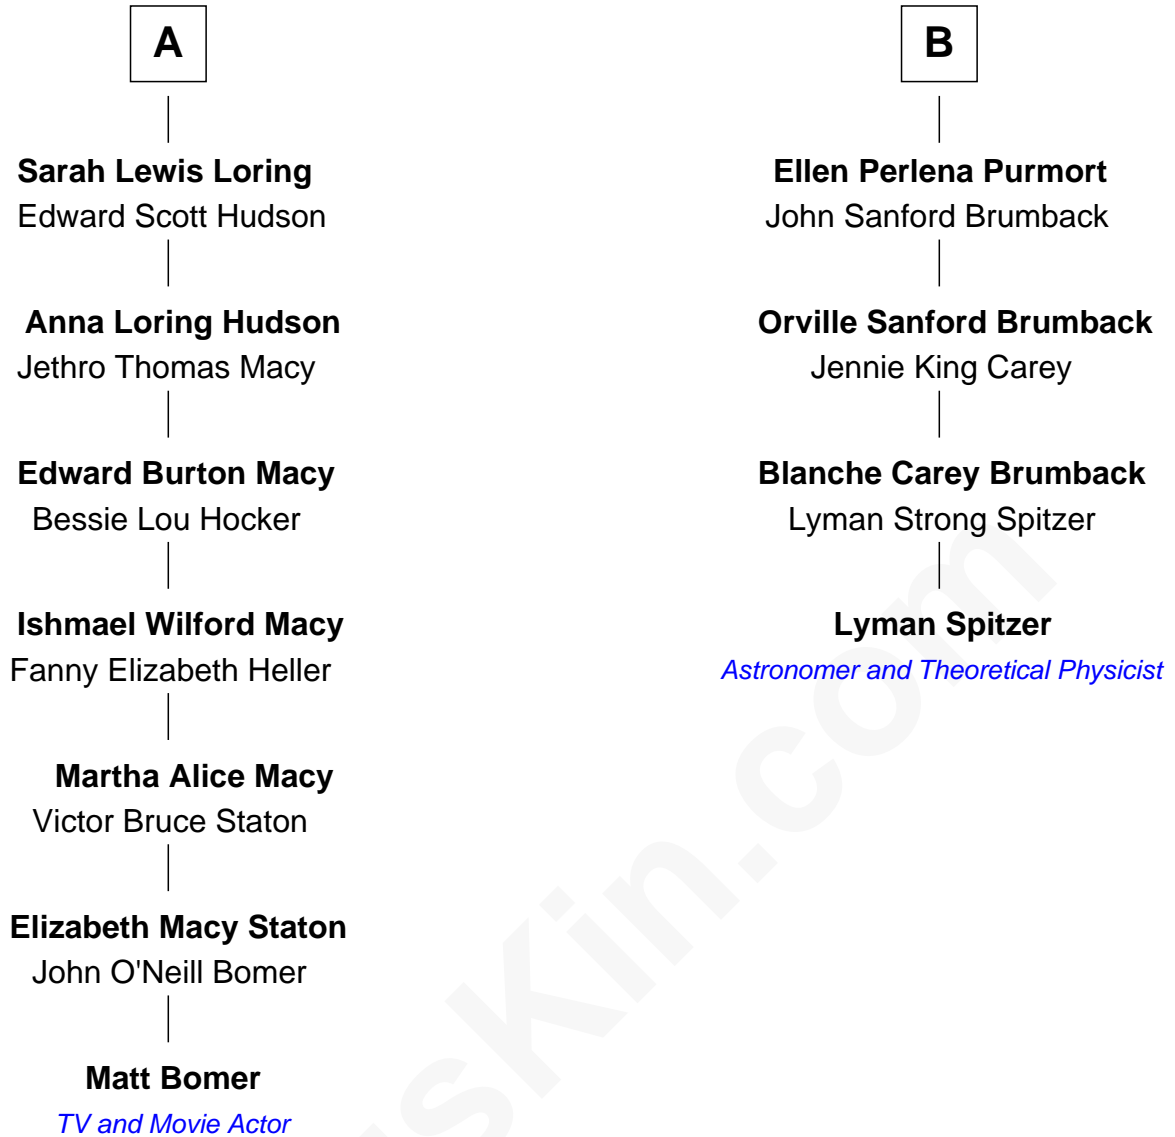 A
Sarah Lewis Loring
Edward Scott Hudson
Anna Loring Hudson
Jethro Thomas Macy
Edward Burton Macy
Bessie Lou Hocker
Ishmael Wilford Macy
Fanny Elizabeth Heller
Martha Alice Macy
Victor Bruce Staton
Elizabeth Macy Staton
John O'Neill Bomer
Matt Bomer
TV and Movie Actor
B
Ellen Perlena Purmort
John Sanford Brumback
Orville Sanford Brumback
Jennie King Carey
Blanche Carey Brumback
Lyman Strong Spitzer
Lyman Spitzer
Astronomer and Theoretical Physicist
sKin.com